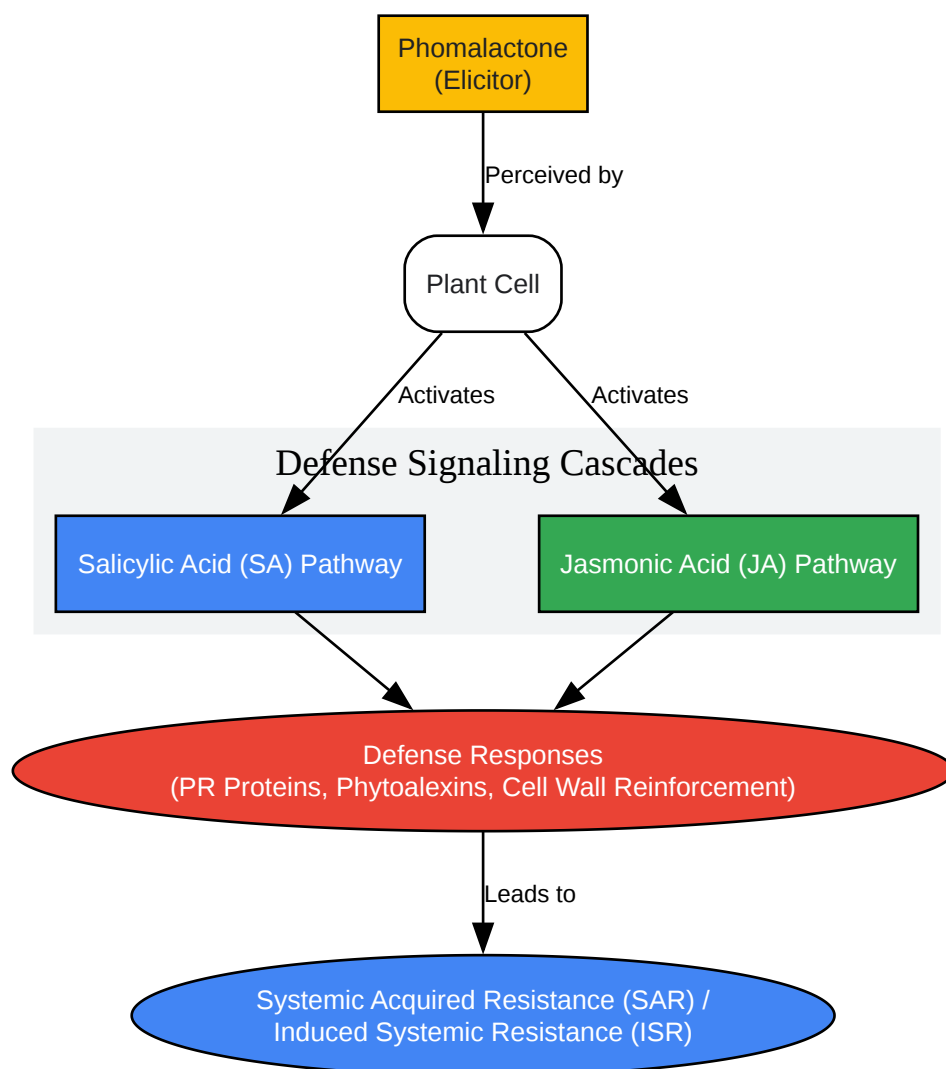 Phomalactone
(Elicitor)
Perceived by
Plant Cell
Activates
Activates
Defense Signaling Cascades
Salicylic Acid (SA) Pathway
Jasmonic Acid (JA) Pathway
Defense Responses
(PR Proteins, Phytoalexins, Cell Wall Reinforcement)
Leads to
Systemic Acquired Resistance (SAR) /
Induced Systemic Resistance (ISR)